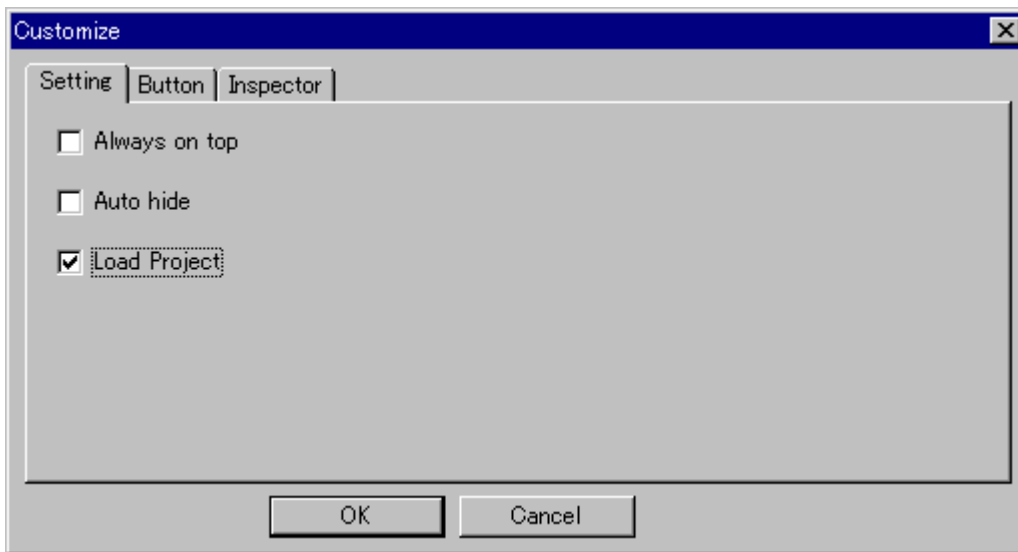 Customize
Setting Button Inspector
Always on top
Auto hide
Load Project
OK Cancel